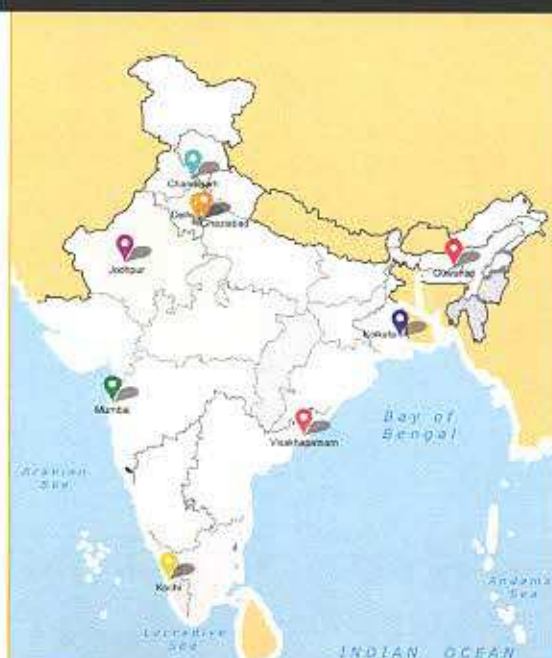 Chandigarh
Delhi
Ghaziabad
Jodhpur
Guwahati
Kolkata
Mumbai
Visakhapatnam
Bay of
Bengal
Arabian
Sea
Kochi
Andaman
Sea
Laccadive
Sea
INDIAN OCEAN